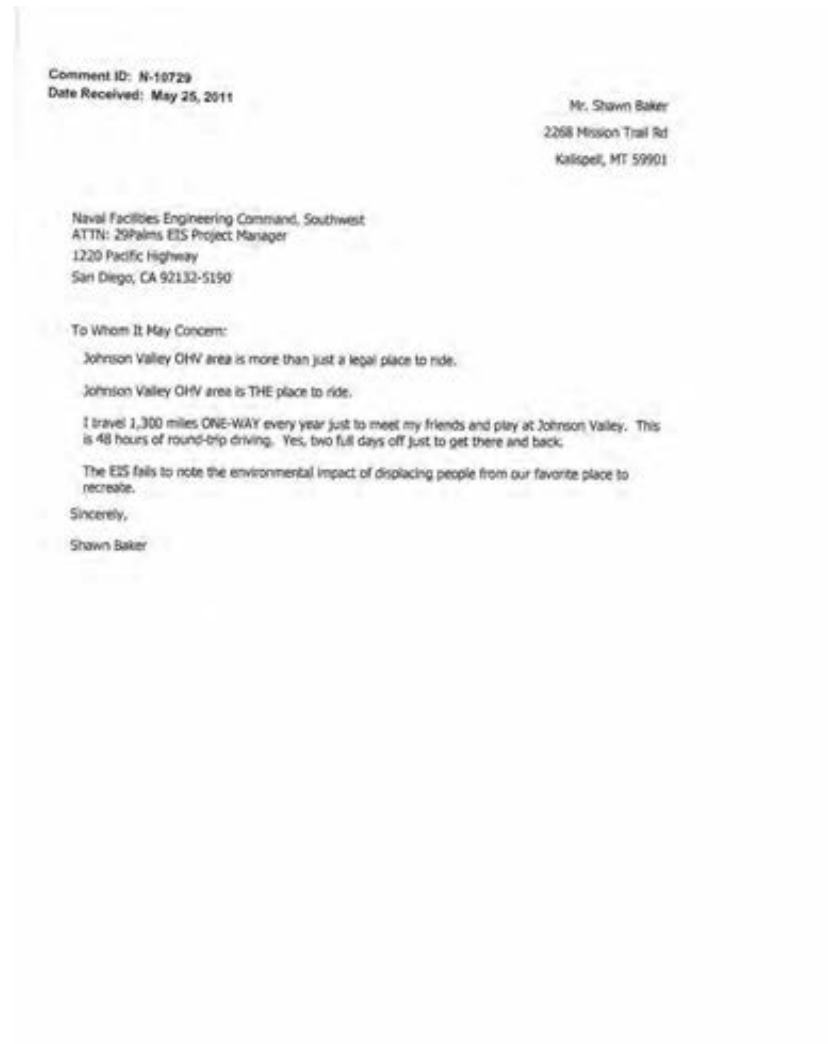 Comment ID: N-10729
Date Received: May 25, 2011
Mr. Shawn Baker
2268 Mission Trail Rd
Kalispell, MT 59901
Naval Facilities Engineering Command, Southwest
ATTN: 29Palms EIS Project Manager
1220 Pacific Highway
San Diego, CA 92132-5190
To Whom It May Concern:
Johnson Valley OHV area is more than just a legal place to ride.
Johnson Valley OHV area is THE place to ride.
I travel 1,300 miles ONE-WAY every year just to meet my friends and play at Johnson Valley. This
is 48 hours of round-trip driving. Yes, two full days off just to get there and back.
The EIS fails to note the environmental impact of displacing people from our favorite place to
recreate.
Sincerely,
Shawn Baker